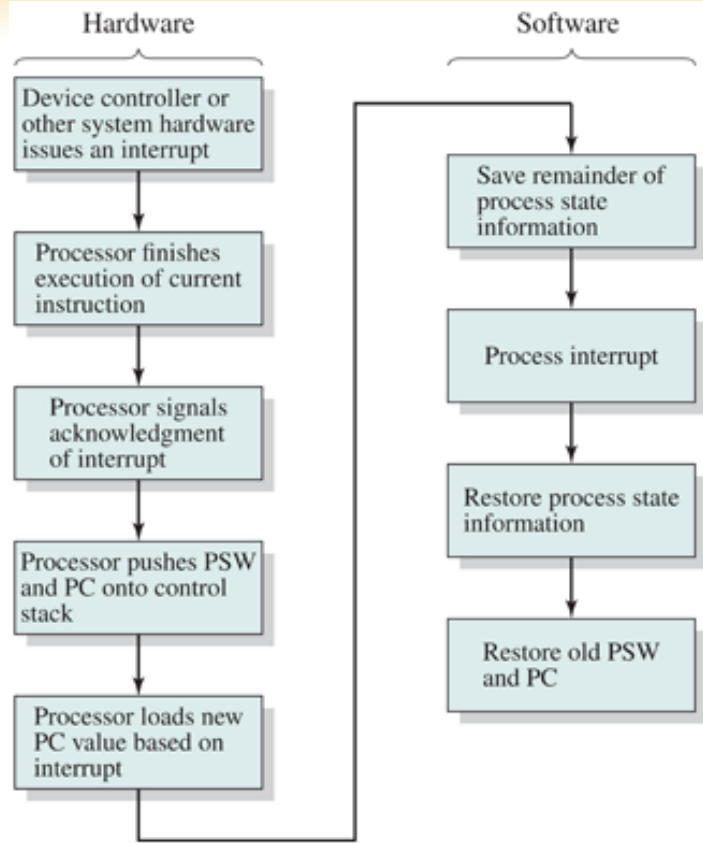 Hardware
Device controller or
other system hardware
issues an interrupt
Processor finishes
execution of current
instruction
Processor signals
acknowledgment
of interrupt
Processor pushes PSW
and PC onto control
stack
Processor loads new
PC value based on
interrupt
Software
Save remainder of
process state
information
Process interrupt
Restore process state
information
Restore old PSW
and PC